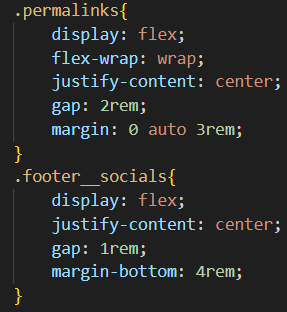 .permalinks{
    display: flex;
    flex-wrap: wrap;
    justify-content: center;
    gap: 2rem;
    margin: 0 auto 3rem;
}
.footer__socials{
    display: flex;
    justify-content: center;
    gap: 1rem;
    margin-bottom: 4rem;
}